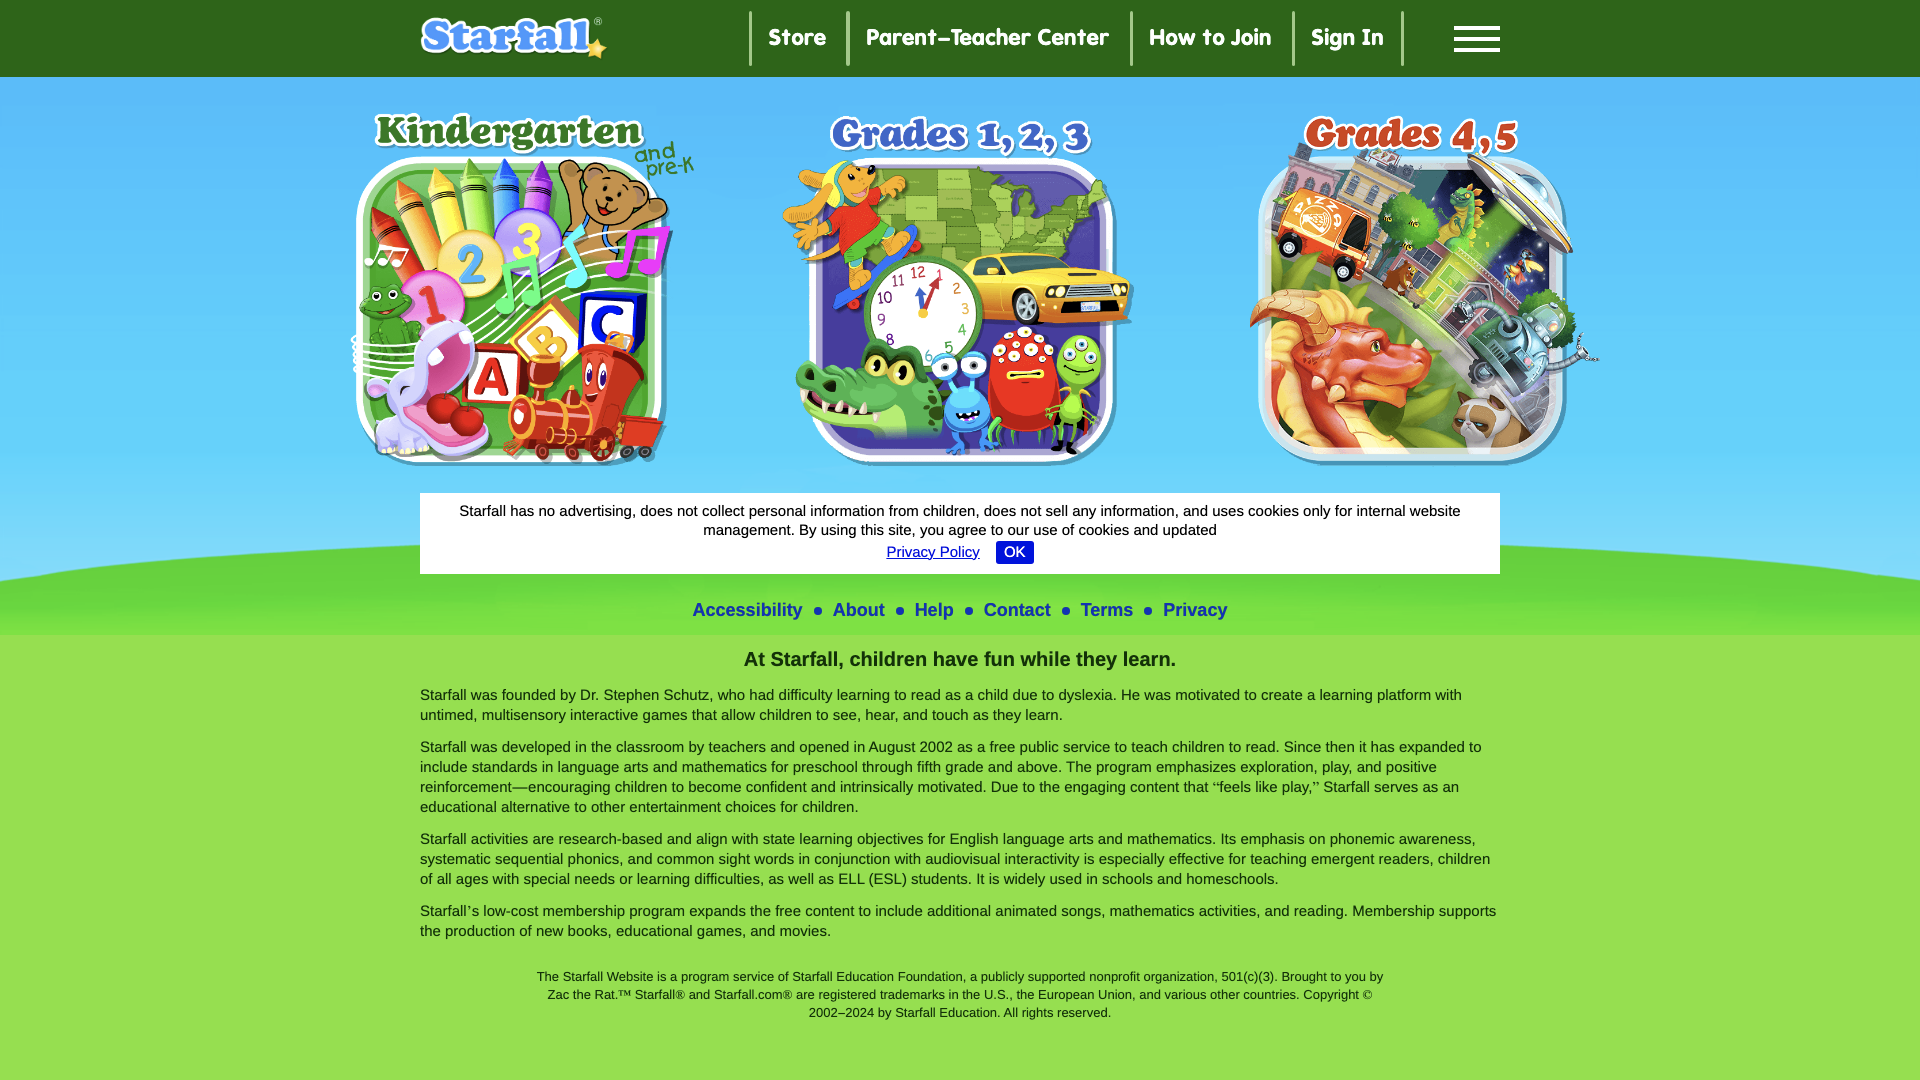 Starfall®
Store
Parent–Teacher Center
How to Join
Sign In
Kindergarten
and
pre-K
Grades 1, 2, 3
Grades 4, 5
1
2
3
A
B
C
12
1
2
3
4
5
6
8
9
10
11
PIZZA
Starfall has no advertising, does not collect personal information from children, does not sell any information, and uses cookies only for internal website
management. By using this site, you agree to our use of cookies and updated
Privacy Policy OK
Accessibility • About • Help • Contact • Terms • Privacy
At Starfall, children have fun while they learn.
Starfall was founded by Dr. Stephen Schutz, who had difficulty learning to read as a child due to dyslexia. He was motivated to create a learning platform with
untimed, multisensory interactive games that allow children to see, hear, and touch as they learn.
Starfall was developed in the classroom by teachers and opened in August 2002 as a free public service to teach children to read. Since then it has expanded to
include standards in language arts and mathematics for preschool through fifth grade and above. The program emphasizes exploration, play, and positive
reinforcement—encouraging children to become confident and intrinsically motivated. Due to the engaging content that “feels like play,” Starfall serves as an
educational alternative to other entertainment choices for children.
Starfall activities are research-based and align with state learning objectives for English language arts and mathematics. Its emphasis on phonemic awareness,
systematic sequential phonics, and common sight words in conjunction with audiovisual interactivity is especially effective for teaching emergent readers, children
of all ages with special needs or learning difficulties, as well as ELL (ESL) students. It is widely used in schools and homeschools.
Starfall’s low-cost membership program expands the free content to include additional animated songs, mathematics activities, and reading. Membership supports
the production of new books, educational games, and movies.
The Starfall Website is a program service of Starfall Education Foundation, a publicly supported nonprofit organization, 501(c)(3). Brought to you by
Zac the Rat.™ Starfall® and Starfall.com® are registered trademarks in the U.S., the European Union, and various other countries. Copyright ©
2002–2024 by Starfall Education. All rights reserved.